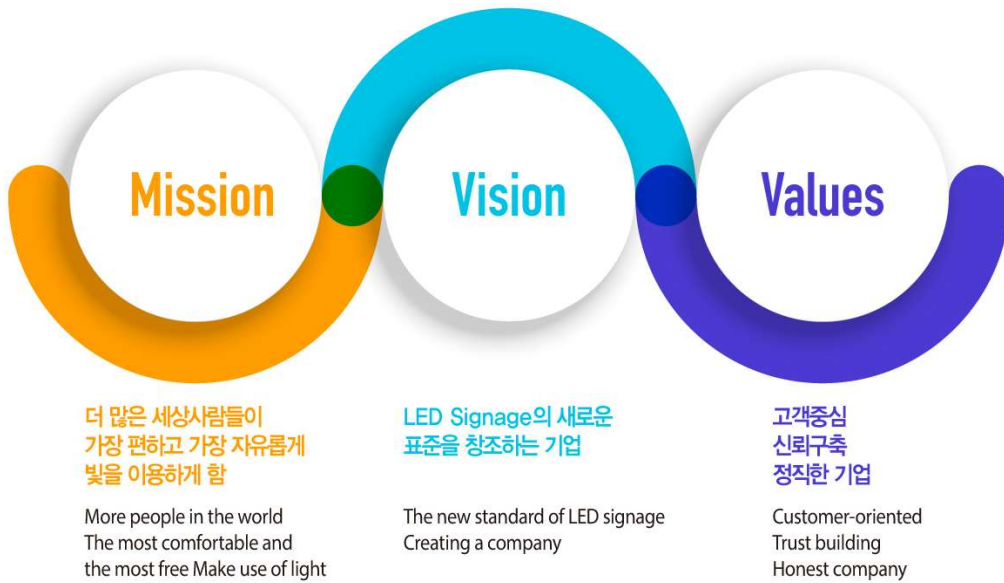 Mission
Vision
Values
더 많은 세상사람들이
가장 편하고 가장 자유롭게
빛을 이용하게 함
More people in the world
The most comfortable and
the most free Make use of light
LED Signage의 새로운
표준을 창조하는 기업
The new standard of LED signage
Creating a company
고객중심
신뢰구축
정직한 기업
Customer-oriented
Trust building
Honest company